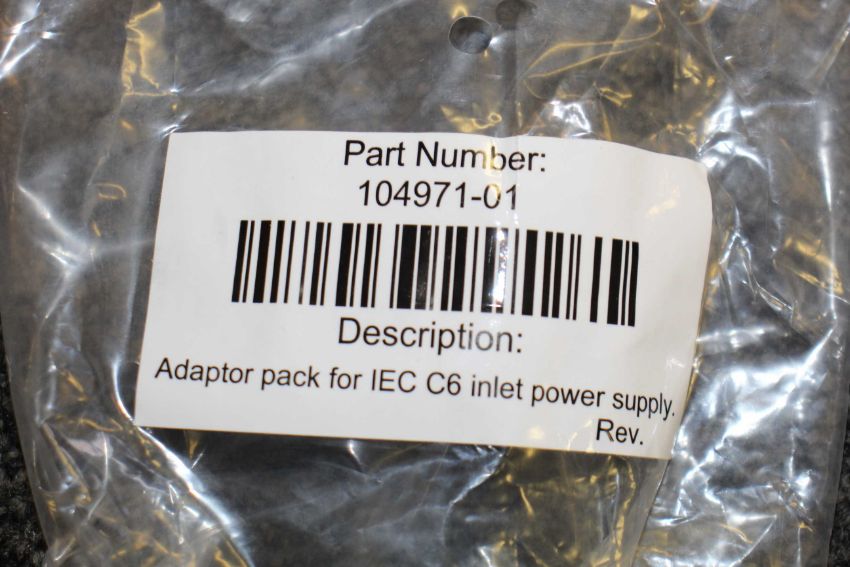 Part Number:
104971-01
Description:
Adaptor pack for IEC C6 inlet power supply.
Rev.